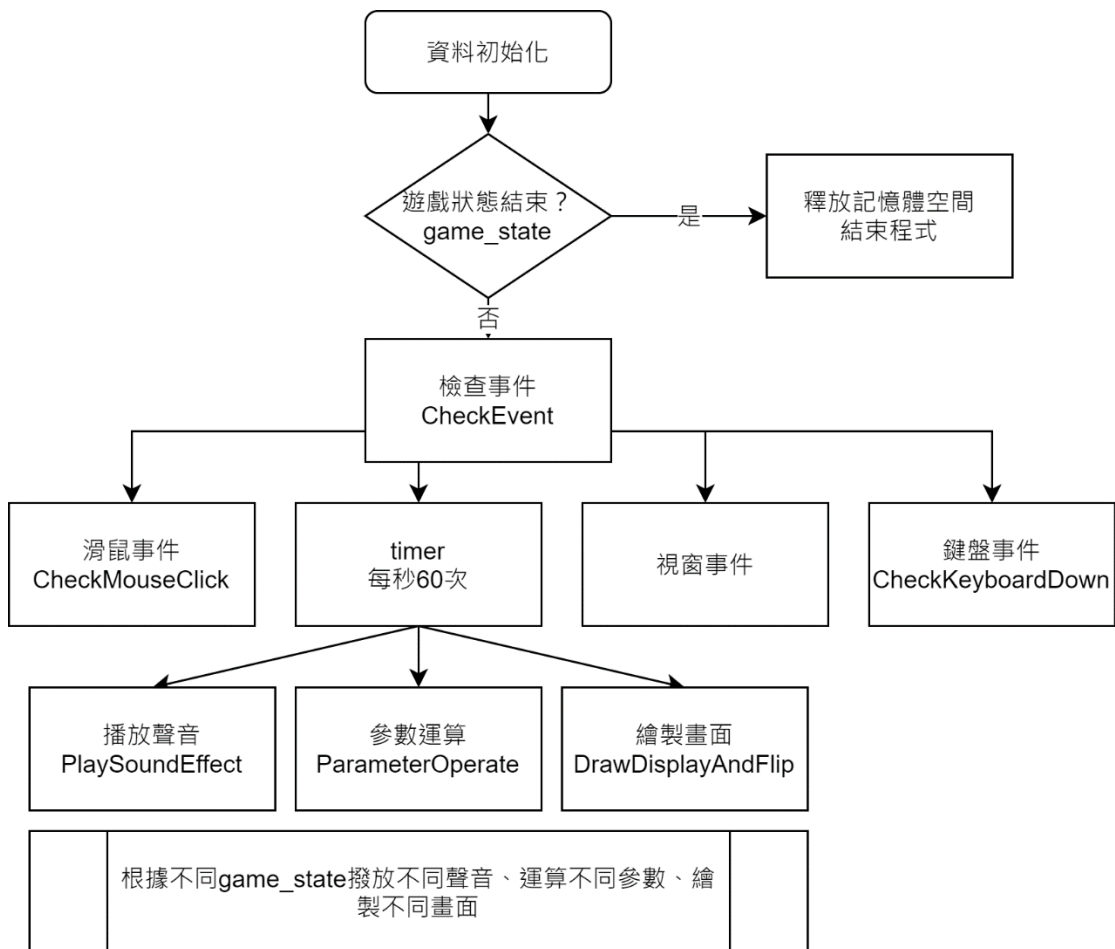 資料初始化
遊戲狀態結束？
game_state
是
釋放記憶體空間
結束程式
否
檢查事件
CheckEvent
滑鼠事件
CheckMouseClick
timer
每秒60次
視窗事件
鍵盤事件
CheckKeyboardDown
播放聲音
PlaySoundEffect
參數運算
ParameterOperate
繪製畫面
DrawDisplayAndFlip
根據不同game_state撥放不同聲音、運算不同參數、繪
製不同畫面